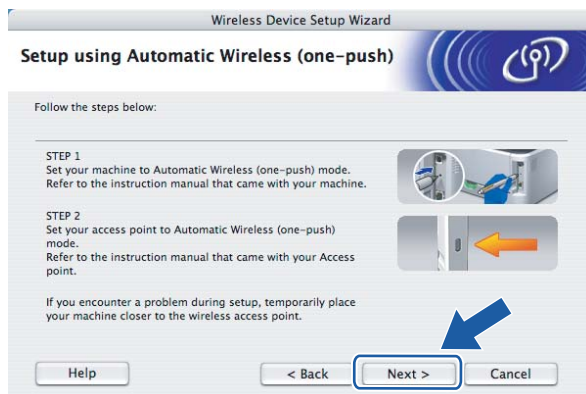 Wireless Device Setup Wizard
Setup using Automatic Wireless (one-push)
Follow the steps below:
STEP 1
Set your machine to Automatic Wireless (one-push) mode.
Refer to the instruction manual that came with your machine.
STEP 2
Set your access point to Automatic Wireless (one-push)
mode.
Refer to the instruction manual that came with your Access
point.
If you encounter a problem during setup, temporarily place
your machine closer to the wireless access point.
Help
< Back
Next >
Cancel